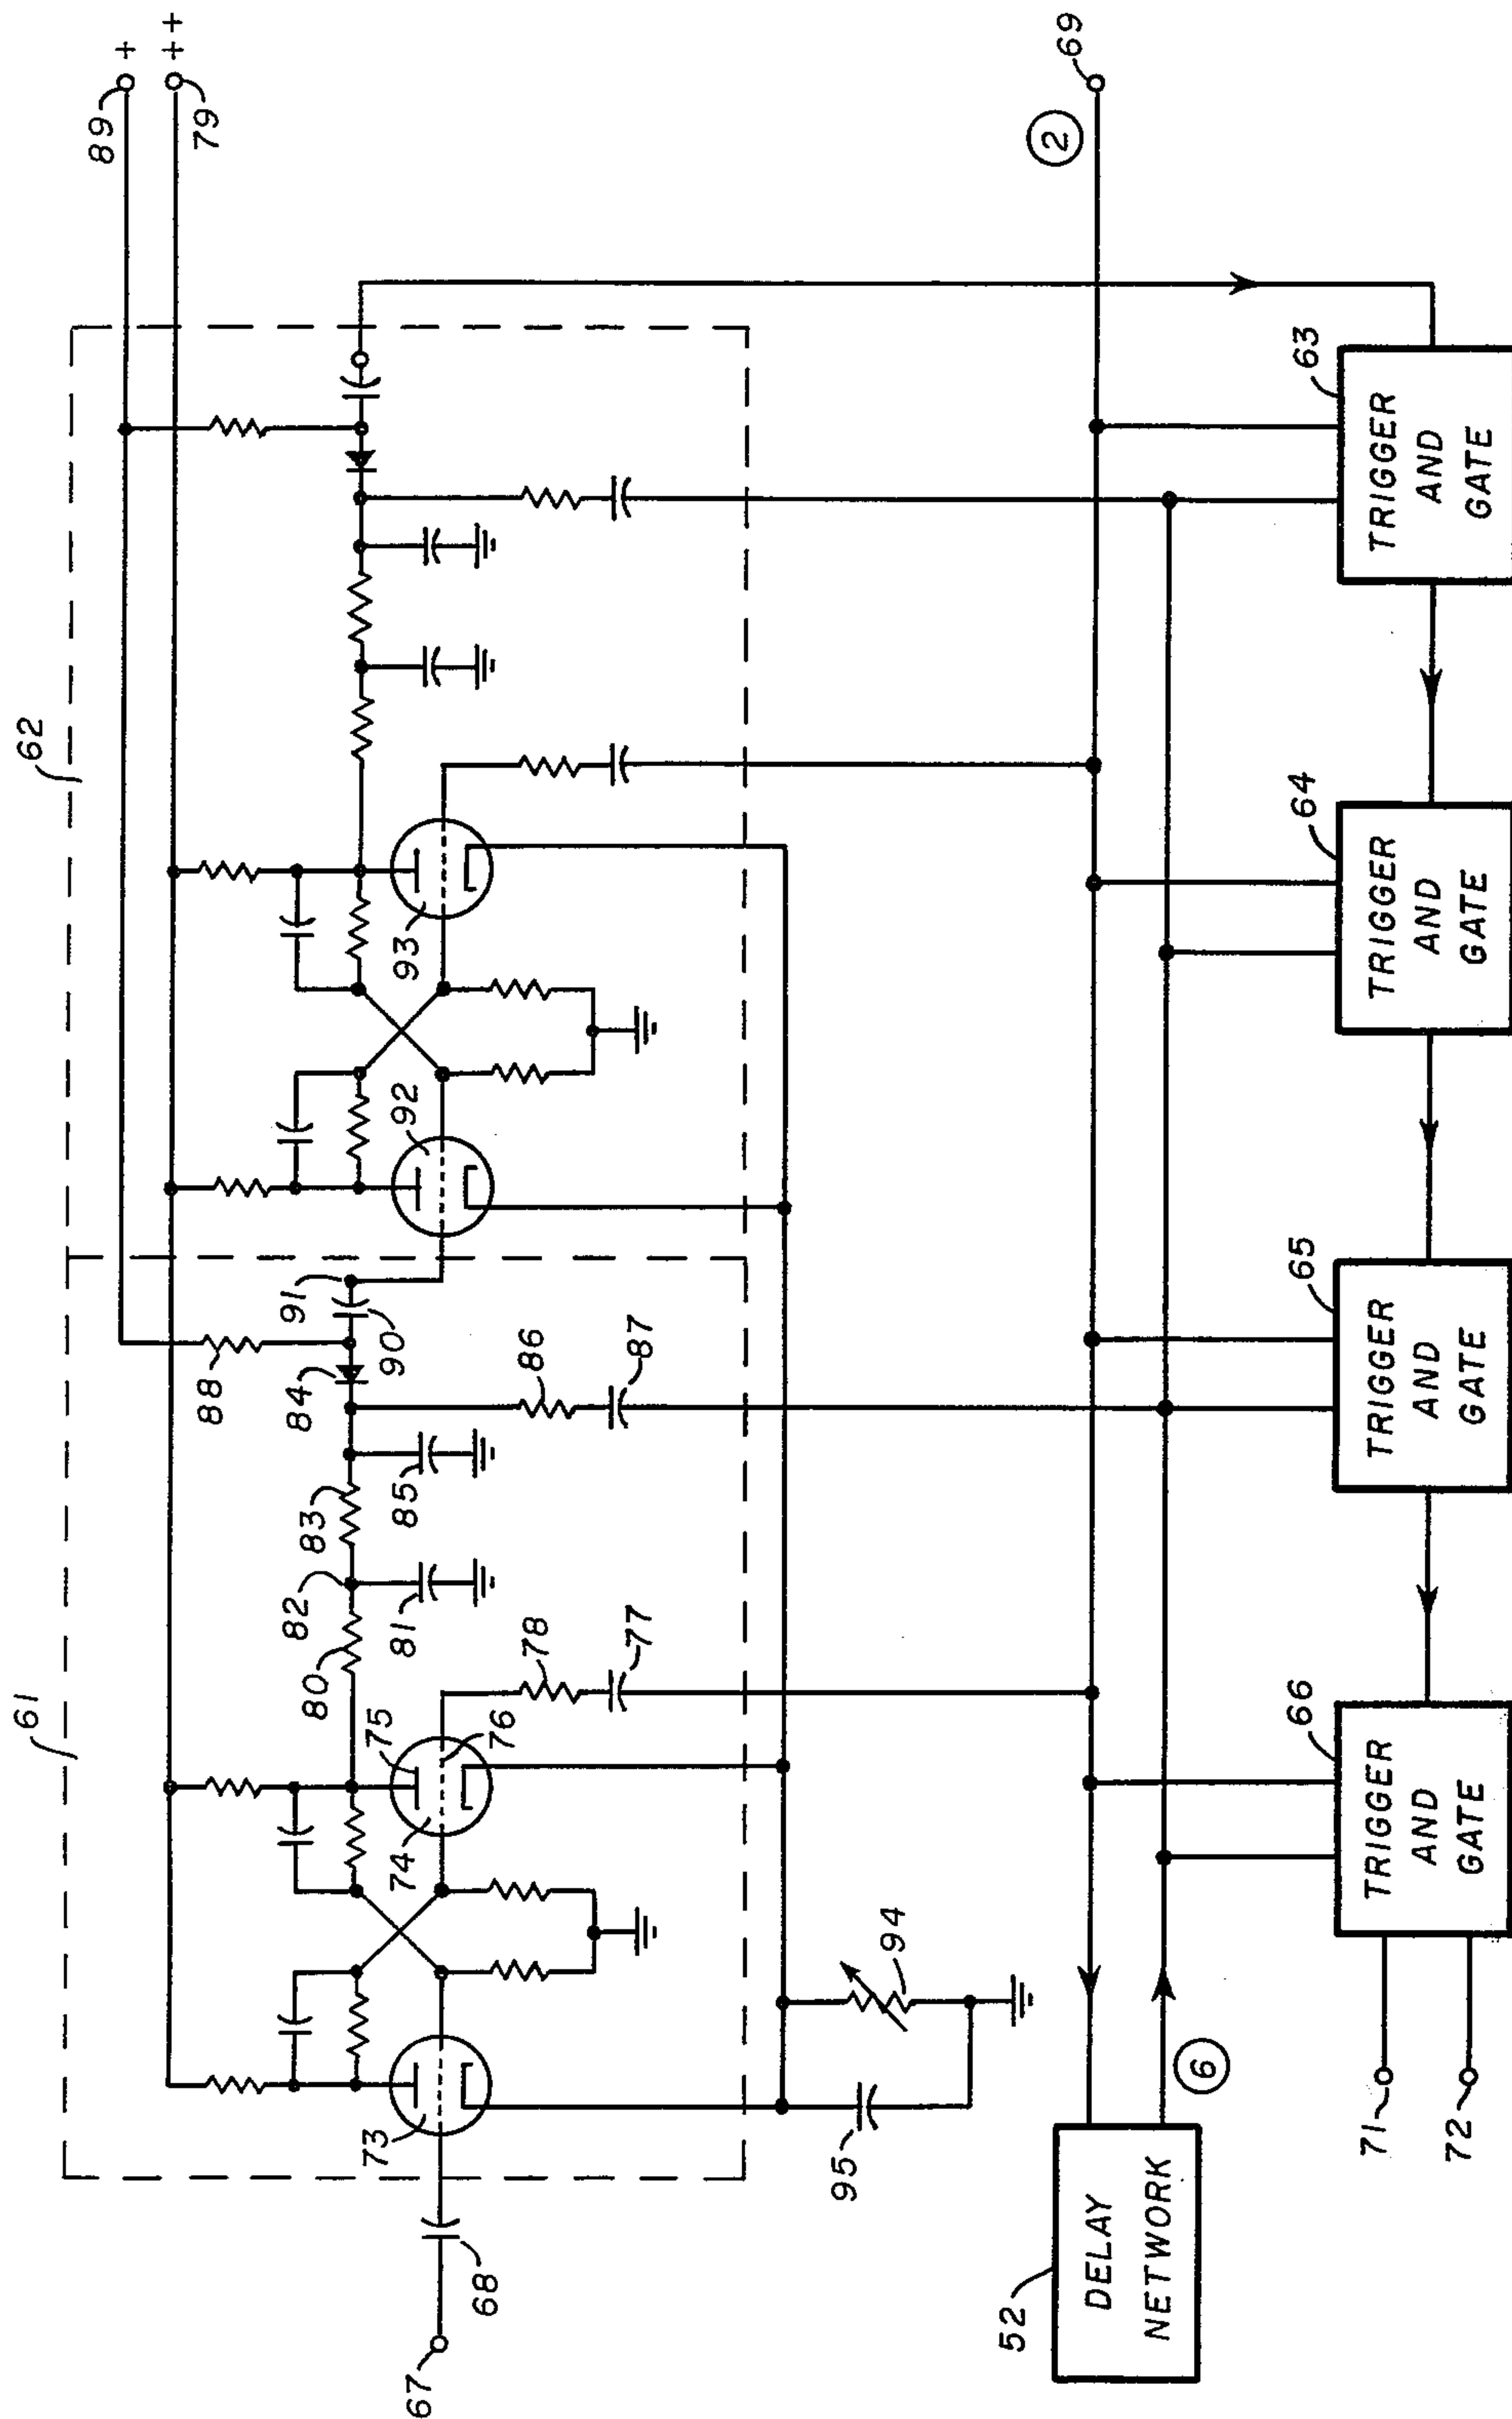 61
62
89
+
79
++
88
91
90
84
83
82
80
75
74
76
78
77
81
85
86
87
92
93
73
67
68
95
94
52
DELAY
NETWORK
2
69
6
71
72
66
TRIGGER
AND
GATE
65
TRIGGER
AND
GATE
64
TRIGGER
AND
GATE
63
TRIGGER
AND
GATE